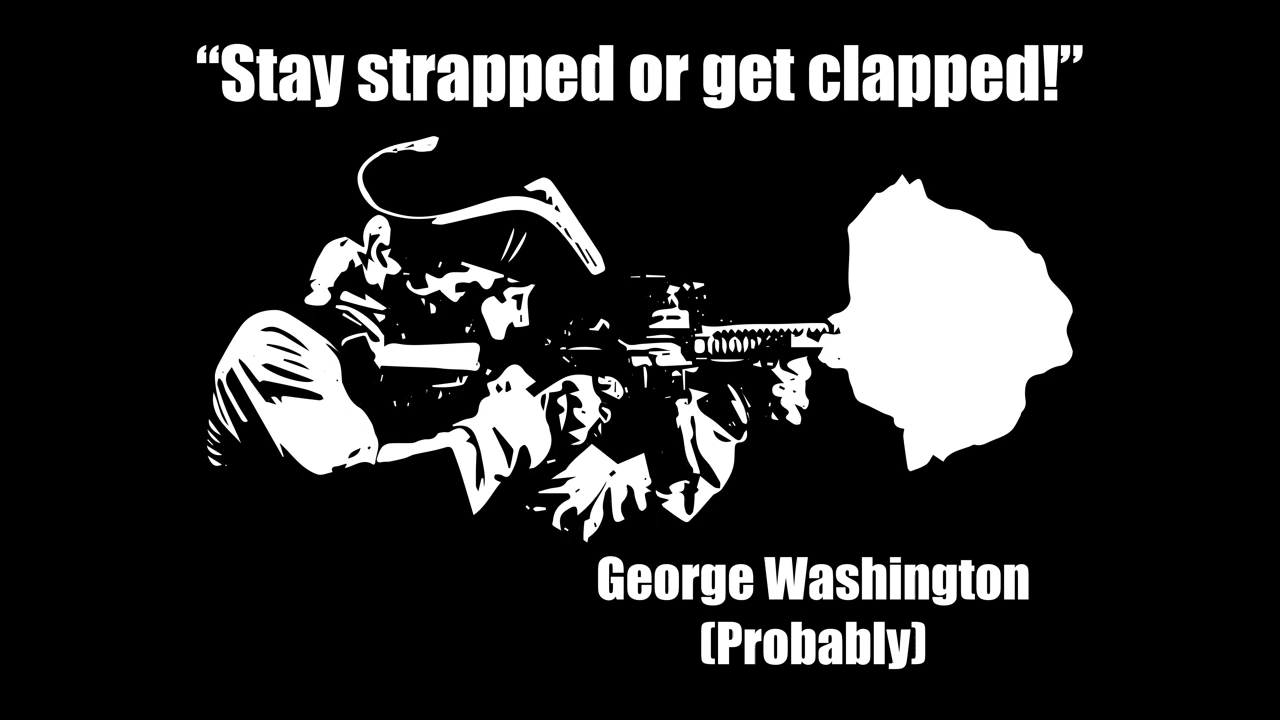 “Stay strapped or get clapped!”
George Washington
(Probably)